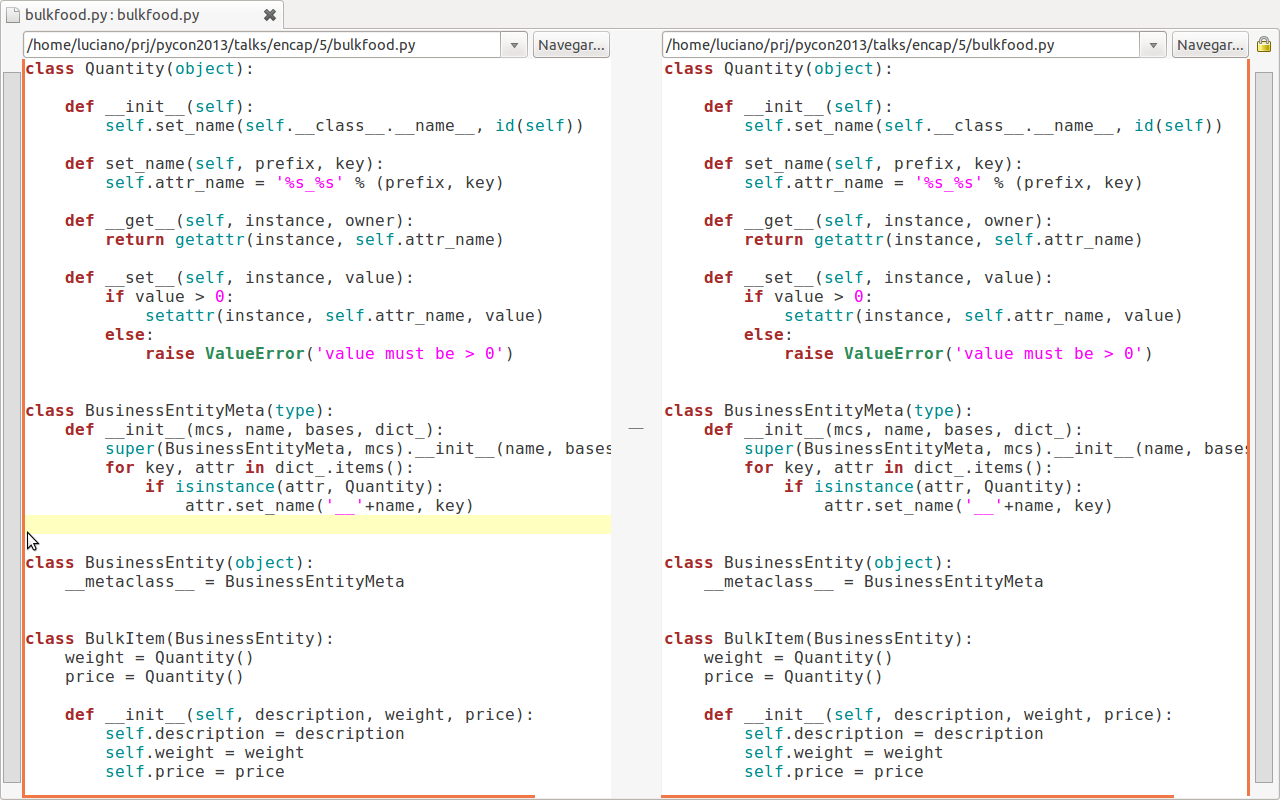 bulkfood.py : bulkfood.py
/home/luciano/prj/pycon2013/talks/encap/5/bulkfood.py
Navegar...
class Quantity(object):
    def __init__(self):
        self.set_name(self.__class__.__name__, id(self))
    def set_name(self, prefix, key):
        self.attr_name = '%s_%s' % (prefix, key)
    def __get__(self, instance, owner):
        return getattr(instance, self.attr_name)
    def __set__(self, instance, value):
        if value > 0:
            setattr(instance, self.attr_name, value)
        else:
            raise ValueError('value must be > 0')
class BusinessEntityMeta(type):
    def __init__(mcs, name, bases, dict_):
        super(BusinessEntityMeta, mcs).__init__(name, bases
        for key, attr in dict_.items():
            if isinstance(attr, Quantity):
                attr.set_name('__'+name, key)
class BusinessEntity(object):
    __metaclass__ = BusinessEntityMeta
class BulkItem(BusinessEntity):
    weight = Quantity()
    price = Quantity()
    def __init__(self, description, weight, price):
        self.description = description
        self.weight = weight
        self.price = price
/home/luciano/prj/pycon2013/talks/encap/5/bulkfood.py
Navegar...
class Quantity(object):
    def __init__(self):
        self.set_name(self.__class__.__name__, id(self))
    def set_name(self, prefix, key):
        self.attr_name = '%s_%s' % (prefix, key)
    def __get__(self, instance, owner):
        return getattr(instance, self.attr_name)
    def __set__(self, instance, value):
        if value > 0:
            setattr(instance, self.attr_name, value)
        else:
            raise ValueError('value must be > 0')
class BusinessEntityMeta(type):
    def __init__(mcs, name, bases, dict_):
        super(BusinessEntityMeta, mcs).__init__(name, bases
        for key, attr in dict_.items():
            if isinstance(attr, Quantity):
                attr.set_name('__'+name, key)
class BusinessEntity(object):
    __metaclass__ = BusinessEntityMeta
class BulkItem(BusinessEntity):
    weight = Quantity()
    price = Quantity()
    def __init__(self, description, weight, price):
        self.description = description
        self.weight = weight
        self.price = price